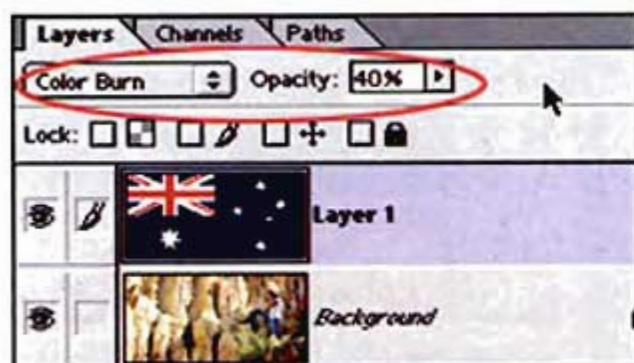 Layers Channels Paths
Color Burn Opacity: 40%
Lock:
Layer 1
Background